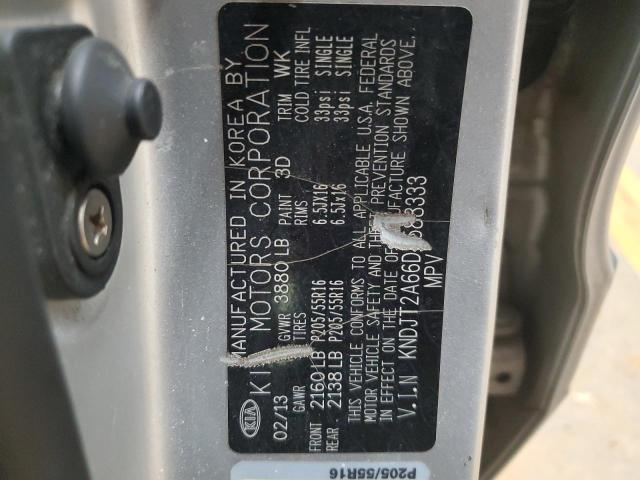 KIA
MANUFACTURED IN KOREA BY
MOTORS CORPORATION
02/13 GVWR 3880 LB PAINT 3D TRIM WK
GAWR TIRES RIMS COLD TIRE INFL
FRONT 2160 LB P205/55R16 6.5JX16 33psi SINGLE
REAR 2138 LB P205/55R16 6.5Jx16 33psi SINGLE
THIS VEHICLE CONFORMS TO ALL APPLICABLE U.S.A. FEDERAL
MOTOR VEHICLE SAFETY AND PREVENTION STANDARDS
IN EFFECT ON THE DATE OF MANUFACTURE SHOWN ABOVE.
V.I.N
MPV
P205/55R16